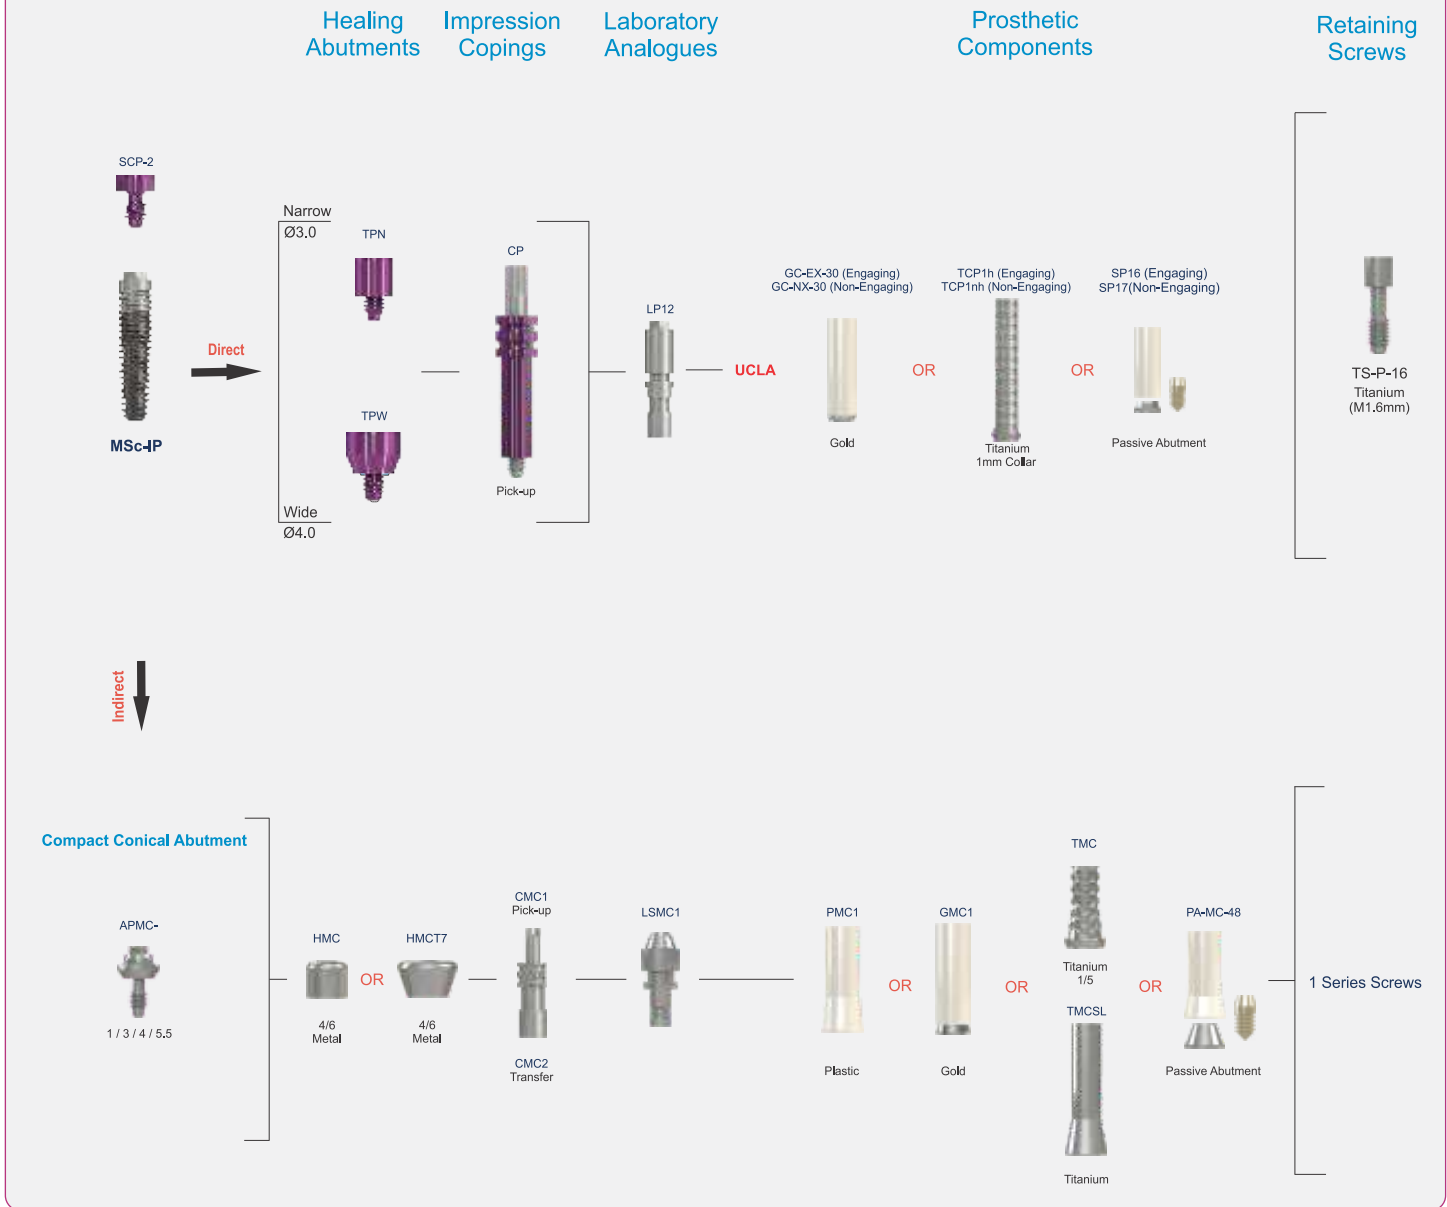 Healing
Abutments
Impression
Copings
Laboratory
Analogues
Prosthetic
Components
Retaining
Screws
SCP-2
MSc-IP
Direct
Narrow
Ø3.0
TPN
TPW
Wide
Ø4.0
CP
Pick-up
LP12
UCLA
GC-EX-30 (Engaging)
GC-NX-30 (Non-Engaging)
Gold
OR
TCP1h (Engaging)
TCP1nh (Non-Engaging)
Titanium
1mm Collar
OR
SP16 (Engaging)
SP17(Non-Engaging)
Passive Abutment
TS-P-16
Titanium
(M1.6mm)
Indirect
Compact Conical Abutment
APMC-
1 / 3 / 4 / 5.5
HMC
4/6
Metal
OR
HMCT7
4/6
Metal
CMC1
Pick-up
CMC2
Transfer
LSMC1
PMC1
Plastic
OR
GMC1
Gold
OR
TMC
Titanium
1/5
TMCSL
Titanium
OR
PA-MC-48
Passive Abutment
1 Series Screws